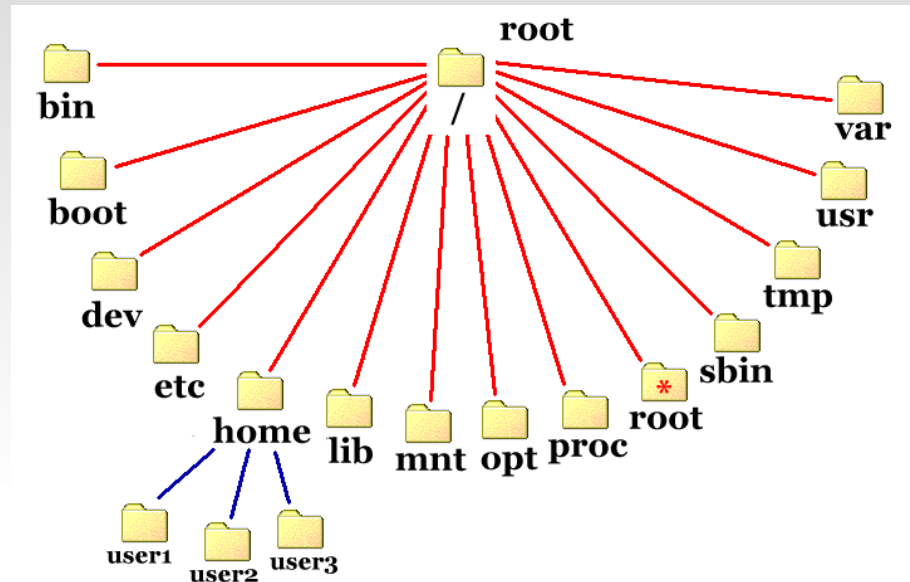 root
/
bin
var
boot
usr
dev
tmp
etc
sbin
home
lib
mnt
opt
proc
*
root
user1
user2
user3